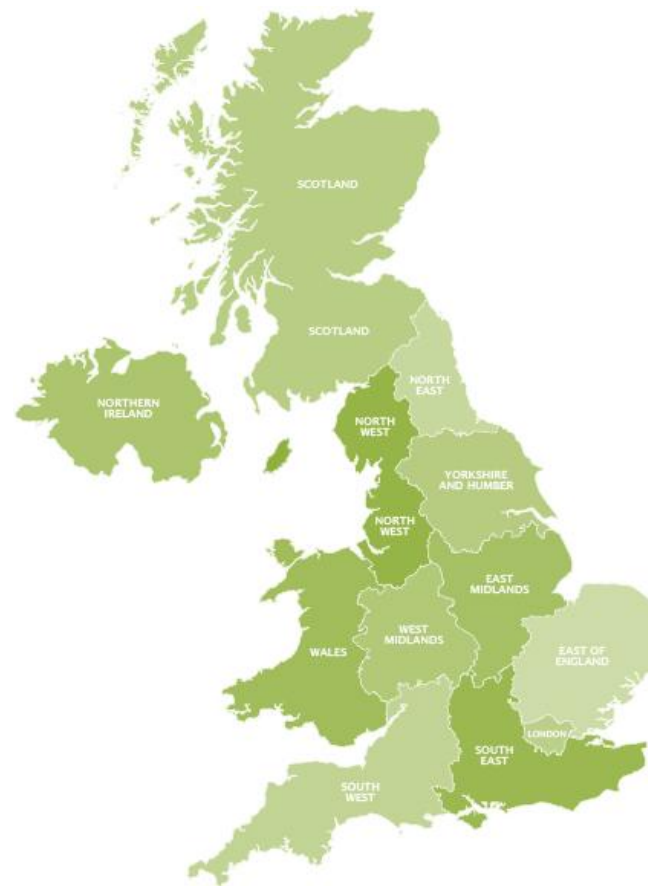 SCOTLAND
SCOTLAND
NORTH
EAST
NORTHERN
IRELAND
NORTH
WEST
YORKSHIRE
AND HUMBER
NORTH
WEST
EAST
MIDLANDS
WEST
MIDLANDS
WALES
EAST OF
ENGLAND
LONDON
SOUTH
EAST
SOUTH
WEST